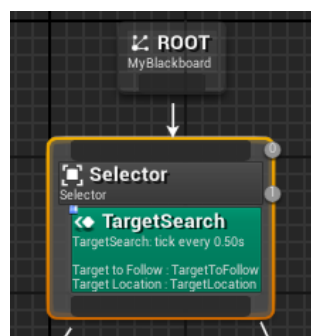 ROOT
MyBlackboard
0
Selector
1
Selector
TargetSearch
TargetSearch: tick every 0.50s
Target to Follow : TargetToFollow
Target Location : TargetLocation